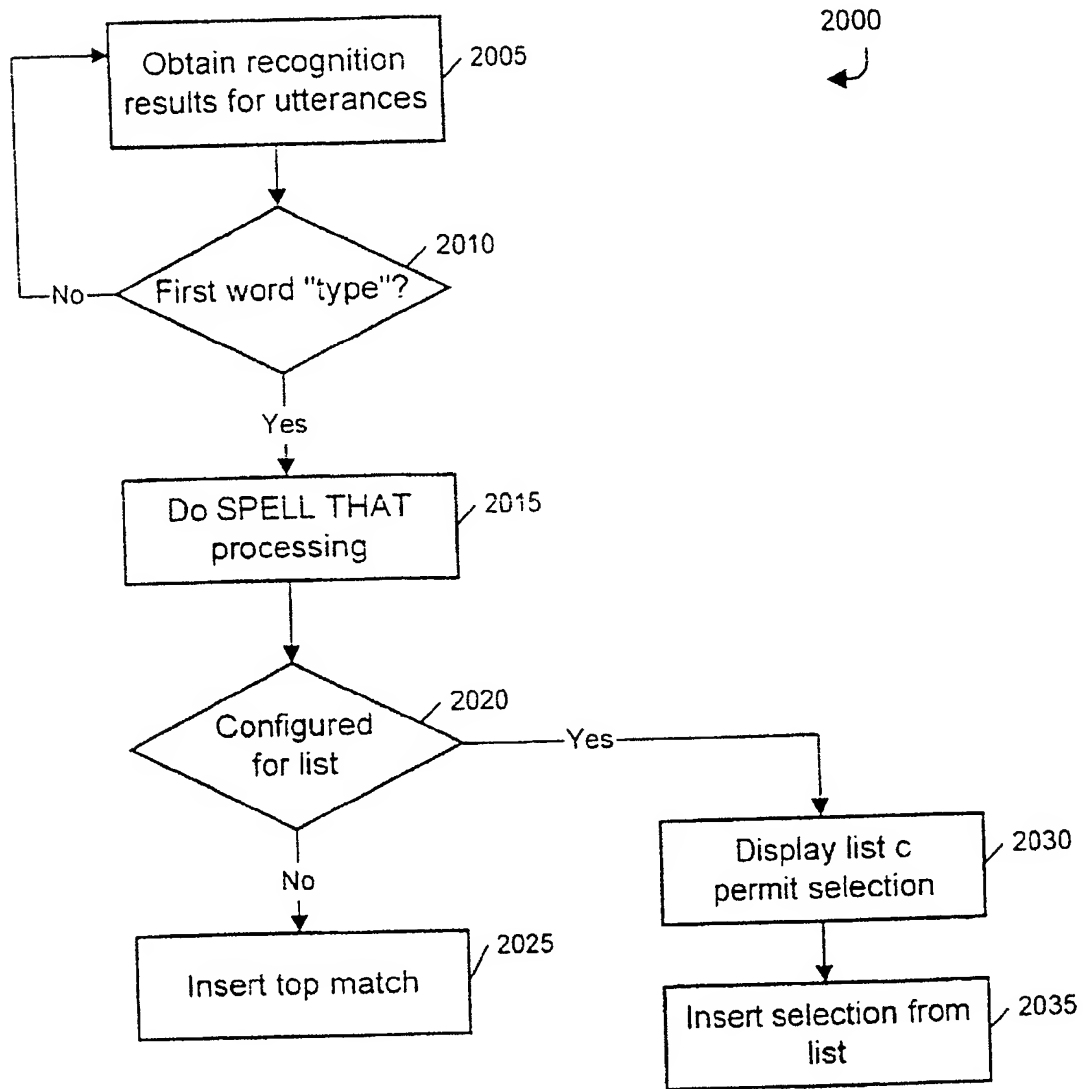 2000
Obtain recognition
results for utterances
2005
First word "type"?
2010
No
Yes
Do SPELL THAT
processing
2015
Configured
for list
2020
Yes
No
Display list c
permit selection
2030
Insert top match
2025
Insert selection from
list
2035